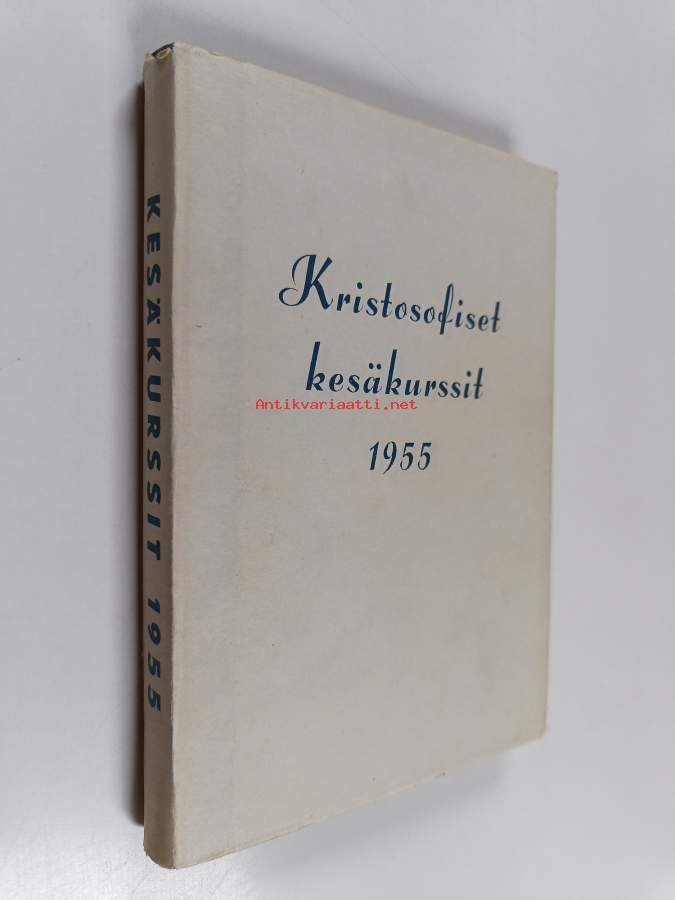 KESÄKURSSIT 1955
Kristosofiset
kesäkurssit
Antikvariaatti.net
1955